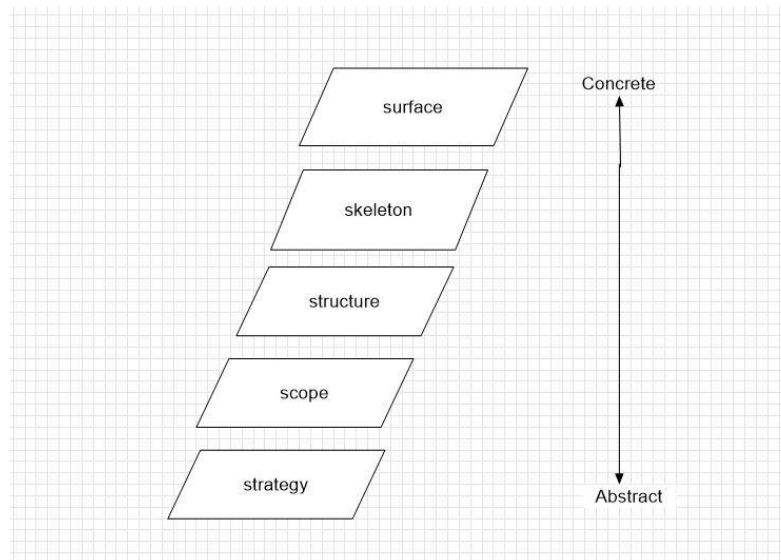 surface
Concrete
skeleton
structure
scope
strategy
Abstract